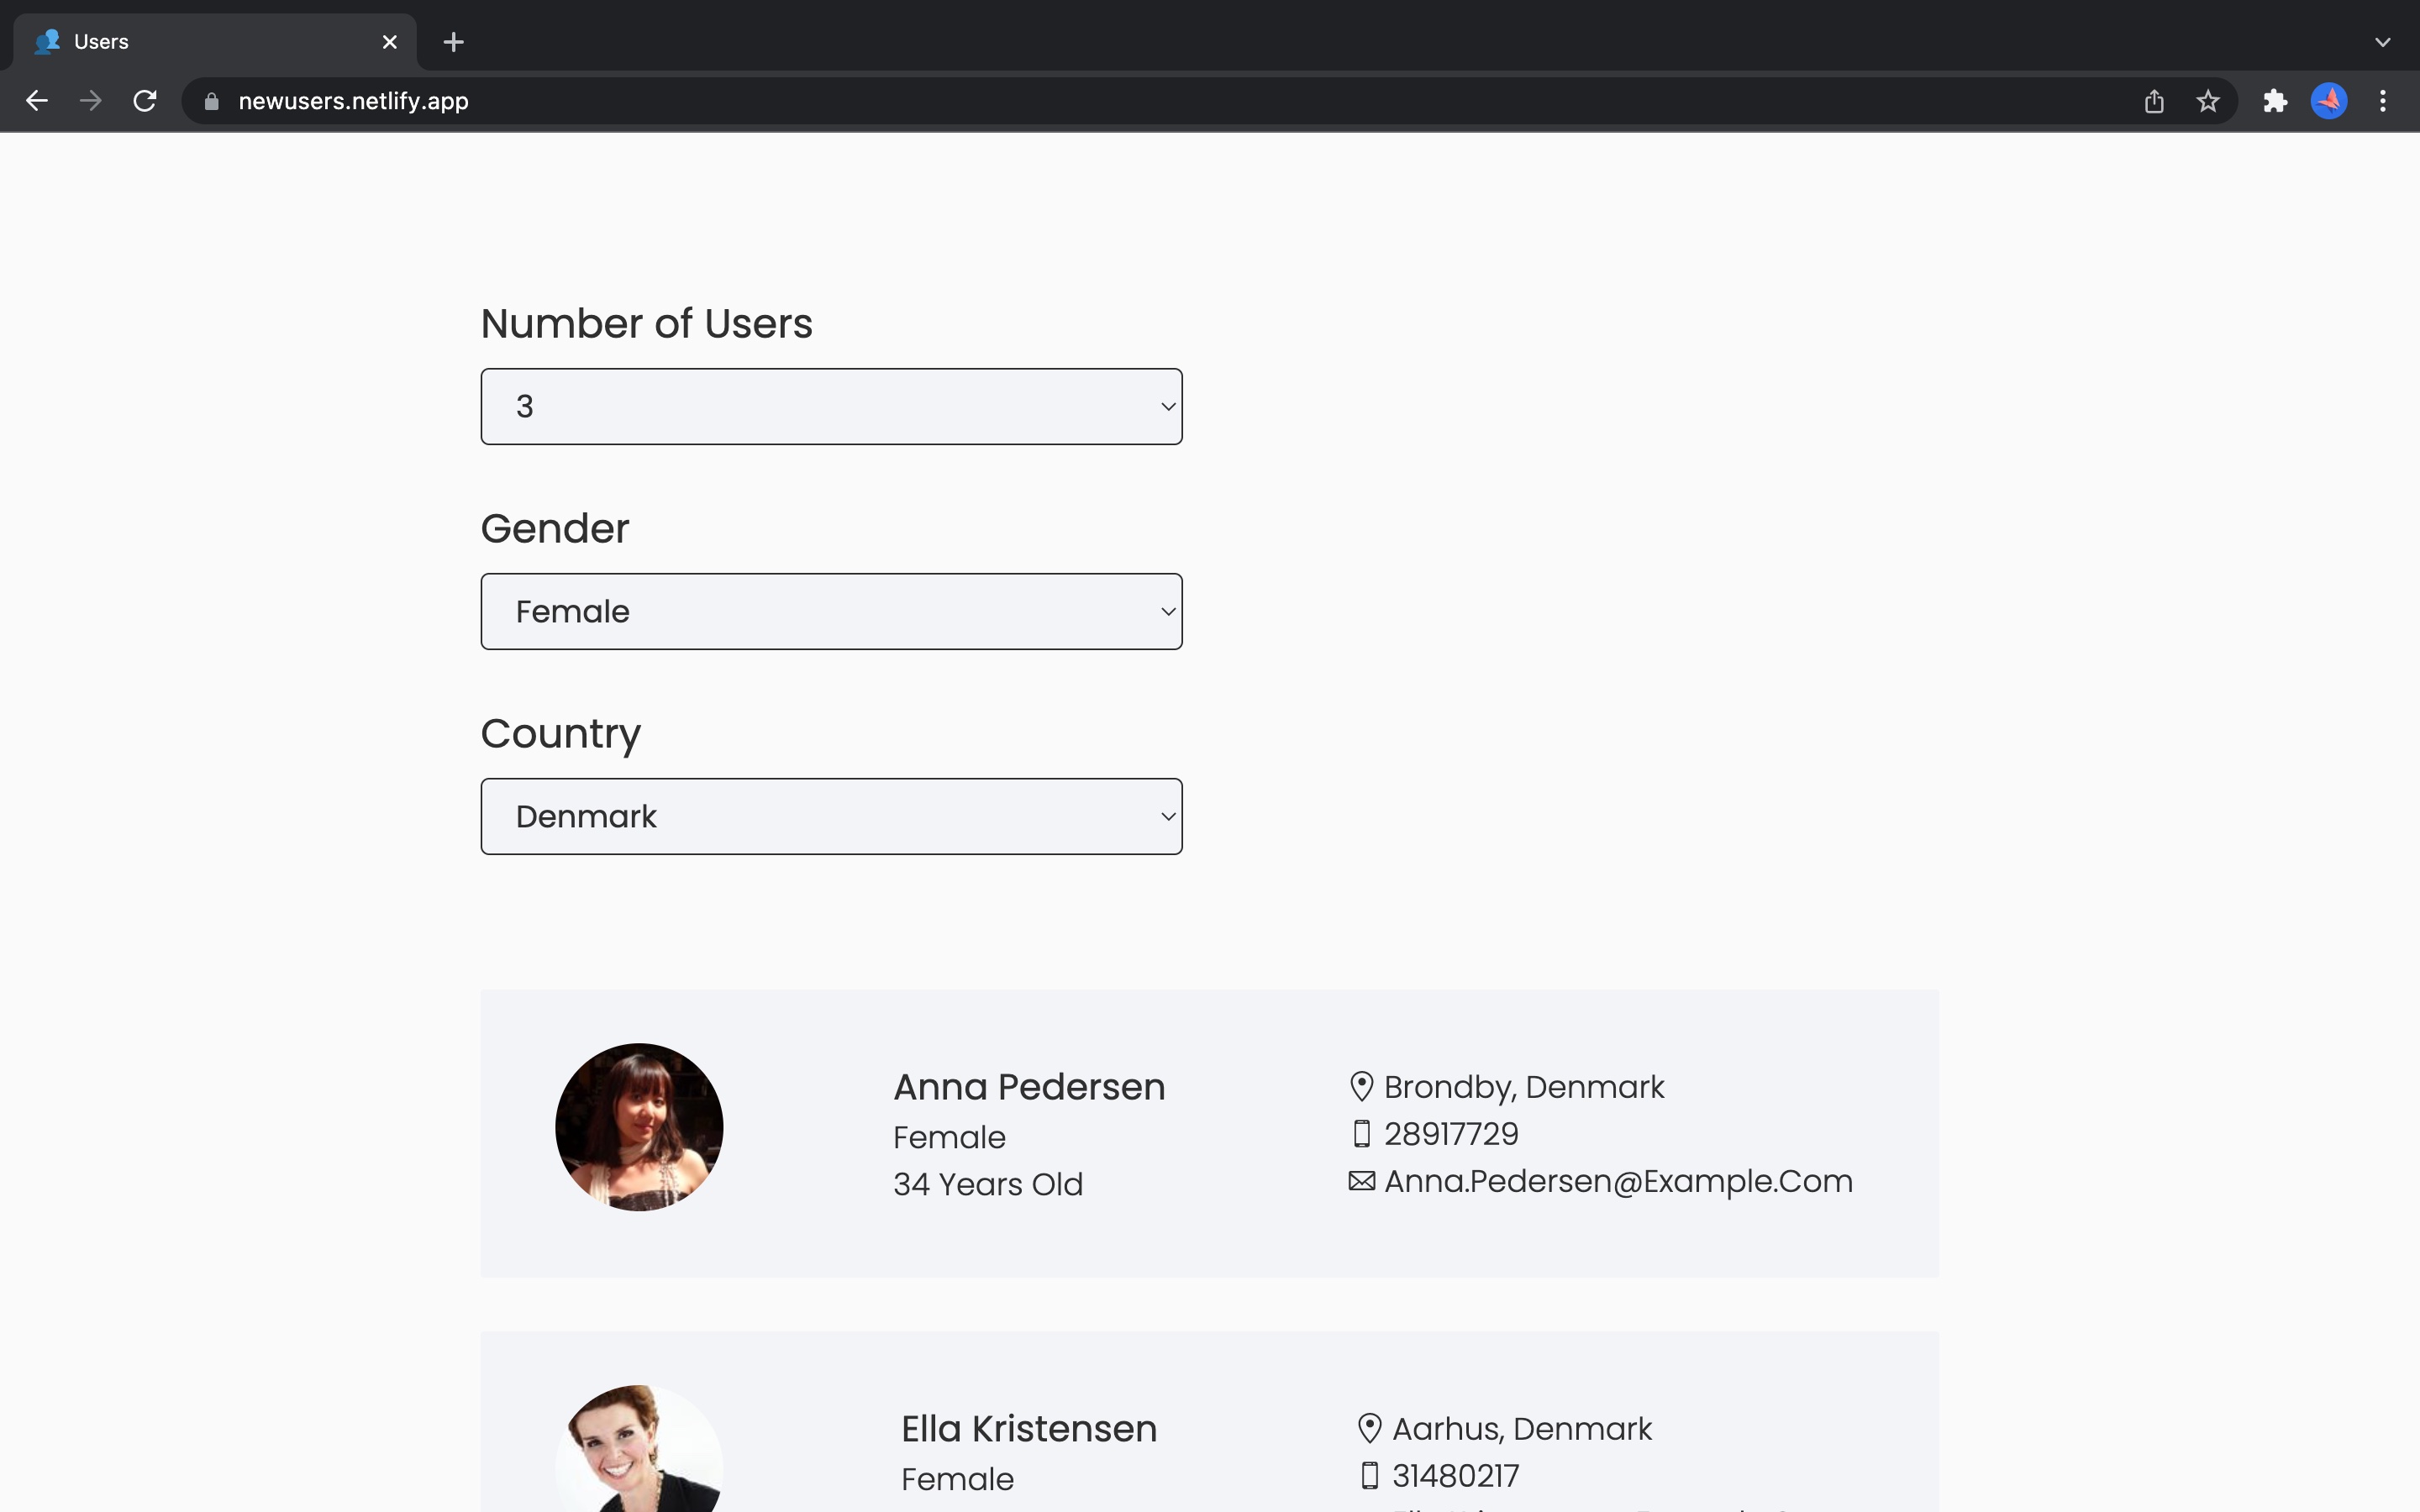 Users
newusers.netlify.app
Number of Users
3
Gender
Female
Country
Denmark
Anna Pedersen
Female
34 Years Old
Brondby, Denmark
28917729
Anna.Pedersen@Example.Com
Ella Kristensen
Female
Aarhus, Denmark
31480217